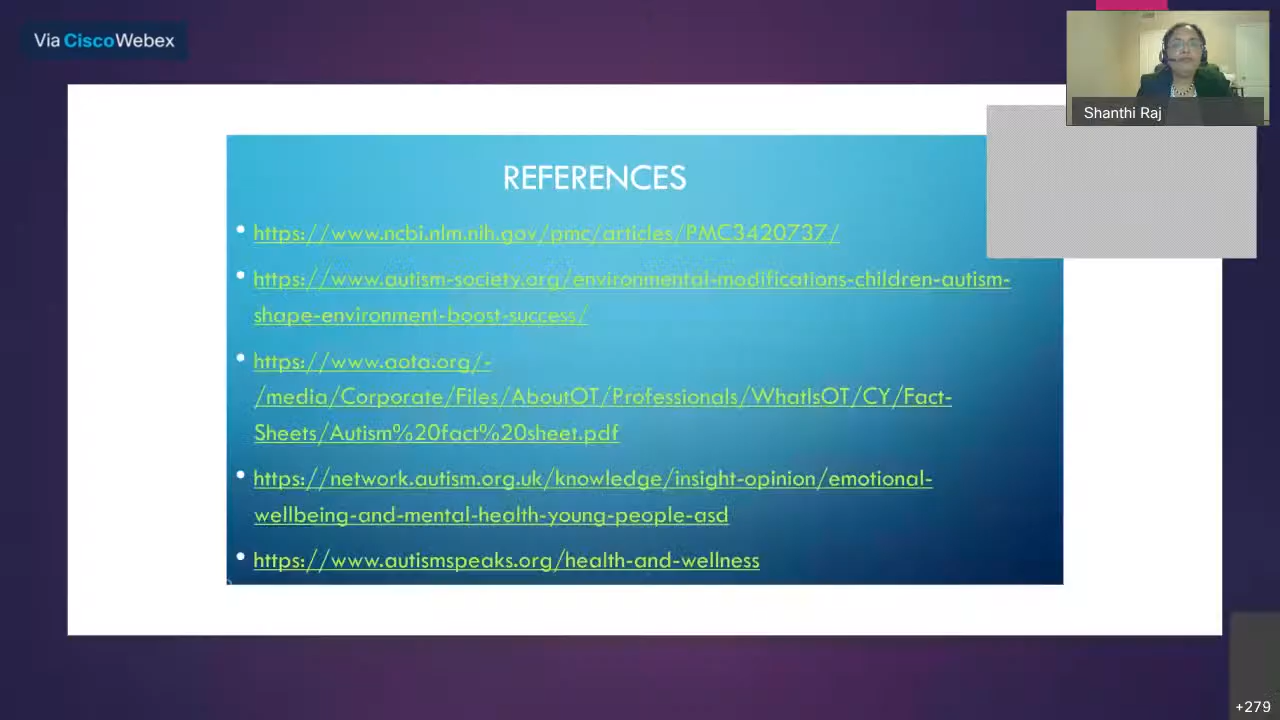 Via CiscoWebex
Shanthi Raj
REFERENCES
• https://www.ncbi.nlm.nih.gov/pmc/articles/PMC3420737/
• https://www.autism-society.org/environmental-modifications-children-autism-
shape-environment-boost-success/
• https://www.aota.org/-
/media/Corporate/Files/AboutOT/Professionals/WhatIsOT/CY/Fact-
Sheets/Autism%20fact%20sheet.pdf
• https://network.autism.org.uk/knowledge/insight-opinion/emotional-
wellbeing-and-mental-health-young-people-asd
• https://www.autismspeaks.org/health-and-wellness
+279